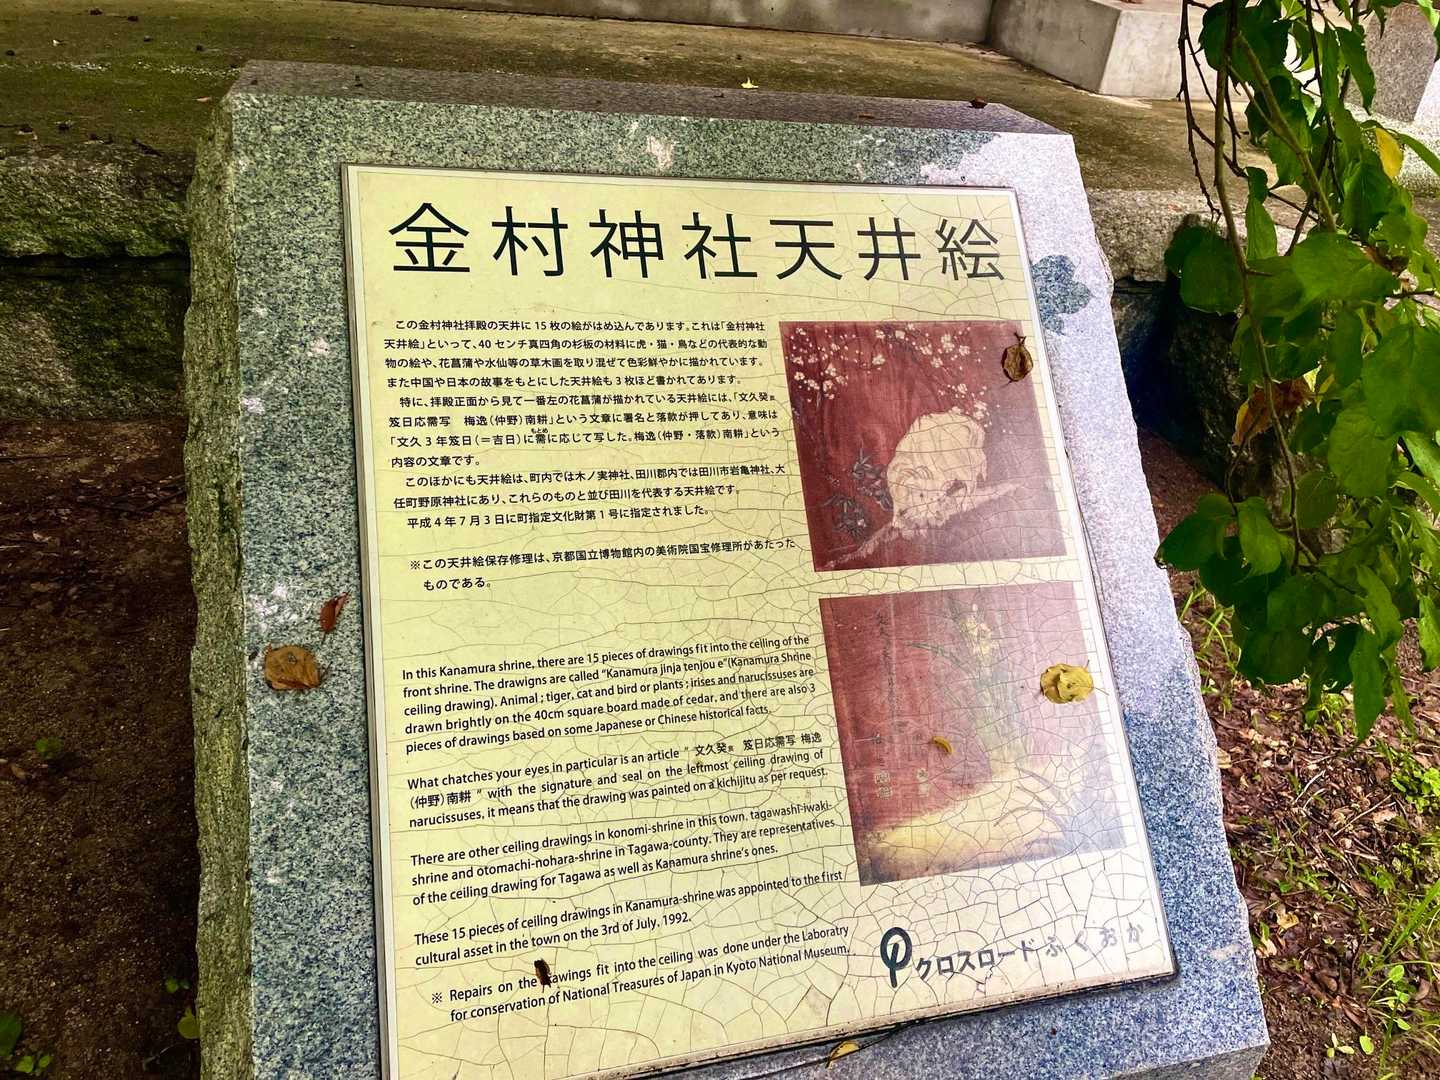 金村神社天井絵
この金村神社拝殿の天井に15枚の絵がはめ込んであります。これは「金村神社
天井絵」といって、40センチ真四角の杉板の材料に虎・猫・鳥などの代表的な動
物の絵や、花菖蒲や水仙等の草木画を取り混ぜて色彩鮮やかに描かれています。
また中国や日本の故事をもとにした天井絵も3枚ほど書かれてあります。
特に、拝殿正面から見て一番左の花菖蒲が描かれている天井絵には、「文久癸亥
笈日応需写 梅逸(仲野)南耕」という文章に署名と落款が押してあり、意味は
「文久3年笈日(=吉日)に需に応じて写した。梅逸(仲野・落款)南耕」という
もとめ
内容の文章です。
このほかにも天井絵は、町内では木ノ実神社、田川郡内では田川市岩亀神社、大
任町野原神社にあり、これらのものと並び田川を代表する天井絵です。
平成4年7月3日に町指定文化財第1号に指定されました。
※この天井絵保存修理は、京都国立博物館内の美術院国宝修理所があたった
ものである。
In this Kanamura shrine, there are 15 pieces of drawings fit into the ceiling of the
front shrine. The drawigns are called "Kanamura jinja tenjou e"(Kanamura Shrine
ceiling drawing). Animal ; tiger, cat and bird or plants ; irises and narucissuses are
drawn brightly on the 40cm square board made of cedar, and there are also 3
pieces of drawings based on some Japanese or Chinese historical facts.
What chatches your eyes in particular is an article " 文久癸亥 笈日応需写 梅逸
(仲野)南耕 " with the signature and seal on the leftmost ceiling drawing of
narucissuses, it means that the drawing was painted on a kichijitu as per request.
There are other ceiling drawings in konomi-shrine in this town, tagawashi-iwaki-
shrine and otomachi-nohara-shrine in Tagawa-county. They are representatives
of the ceiling drawing for Tagawa as well as Kanamura shrine's ones.
These 15 pieces of ceiling drawings in Kanamura-shrine was appointed to the first
cultural asset in the town on the 3rd of July, 1992.
※ Repairs on the drawings fit into the ceiling was done under the Laboratry
for conservation of National Treasures of Japan in Kyoto National Museum.
クロスロードふくおか